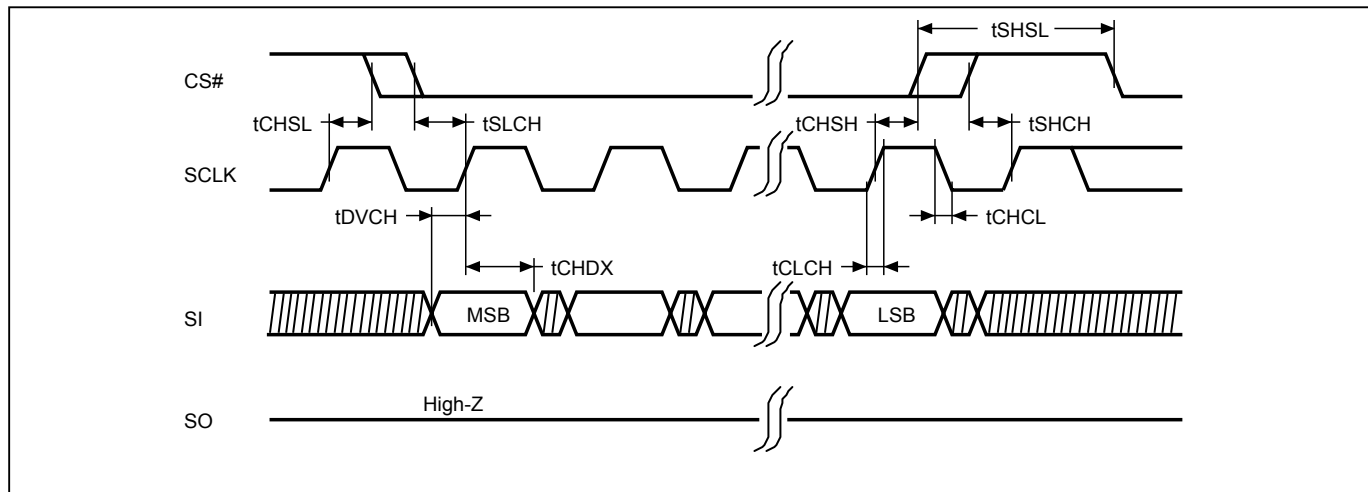 tSHSL
CS#
tCHSL
tSLCH
tCHSH
tSHCH
SCLK
tDVCH
tCHCL
tCHDX
tCLCH
SI
MSB
LSB
High-Z
SO